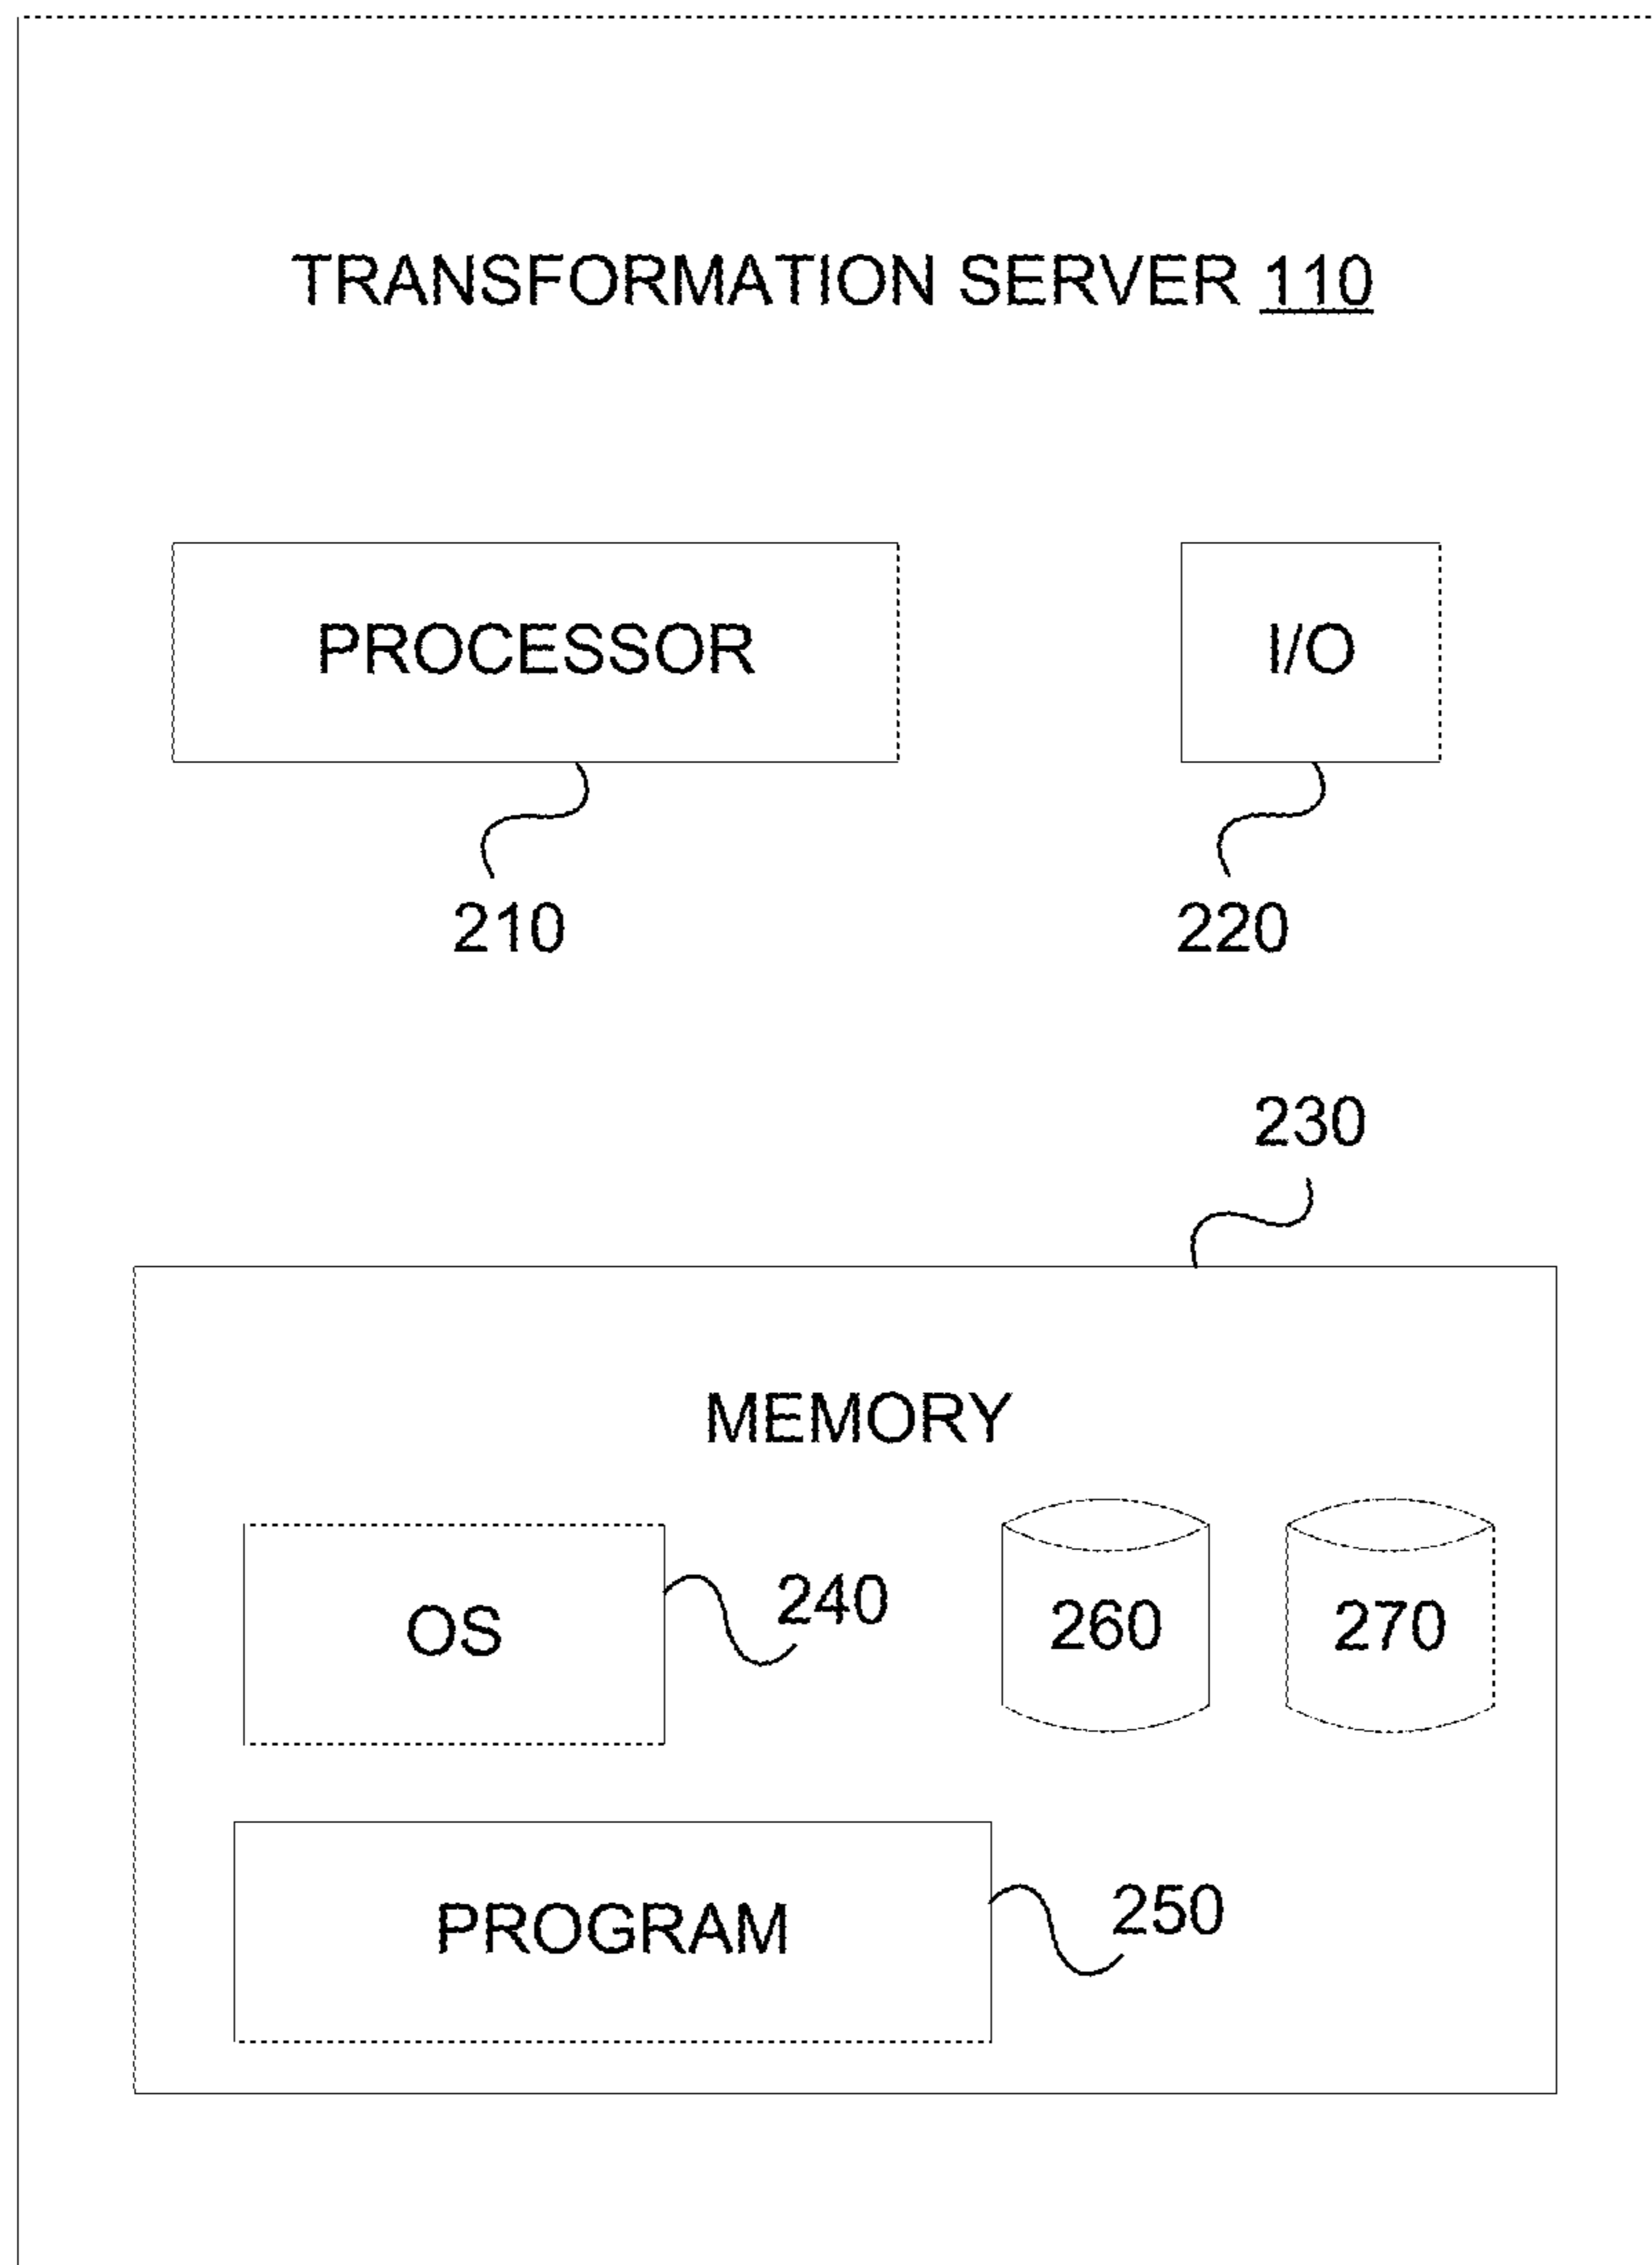 TRANSFORMATION SERVER 110
PROCESSOR
I/O
210
220
230
MEMORY
OS
240
260
270
PROGRAM
250